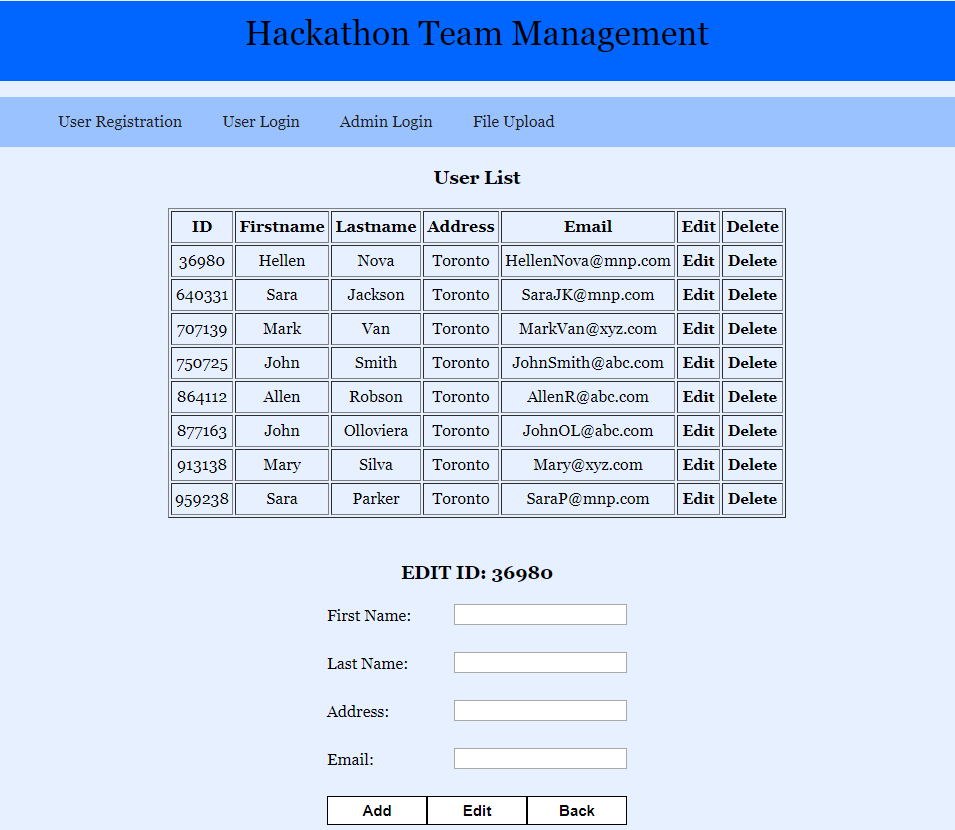 Hackathon Team Management
User Registration User Login Admin Login File Upload
User List
ID Firstname Lastname Address Email Edit Delete
36980 Hellen Nova Toronto HellenNova@mnp.com Edit Delete
640331 Sara Jackson Toronto SaraJK@mnp.com Edit Delete
707139 Mark Van Toronto MarkVan@xyz.com Edit Delete
750725 John Smith Toronto JohnSmith@abc.com Edit Delete
864112 Allen Robson Toronto AllenR@abc.com Edit Delete
877163 John Olloviera Toronto JohnOL@abc.com Edit Delete
913138 Mary Silva Toronto Mary@xyz.com Edit Delete
959238 Sara Parker Toronto SaraP@mnp.com Edit Delete
EDIT ID: 36980
First Name:
Last Name:
Address:
Email:
Add Edit Back